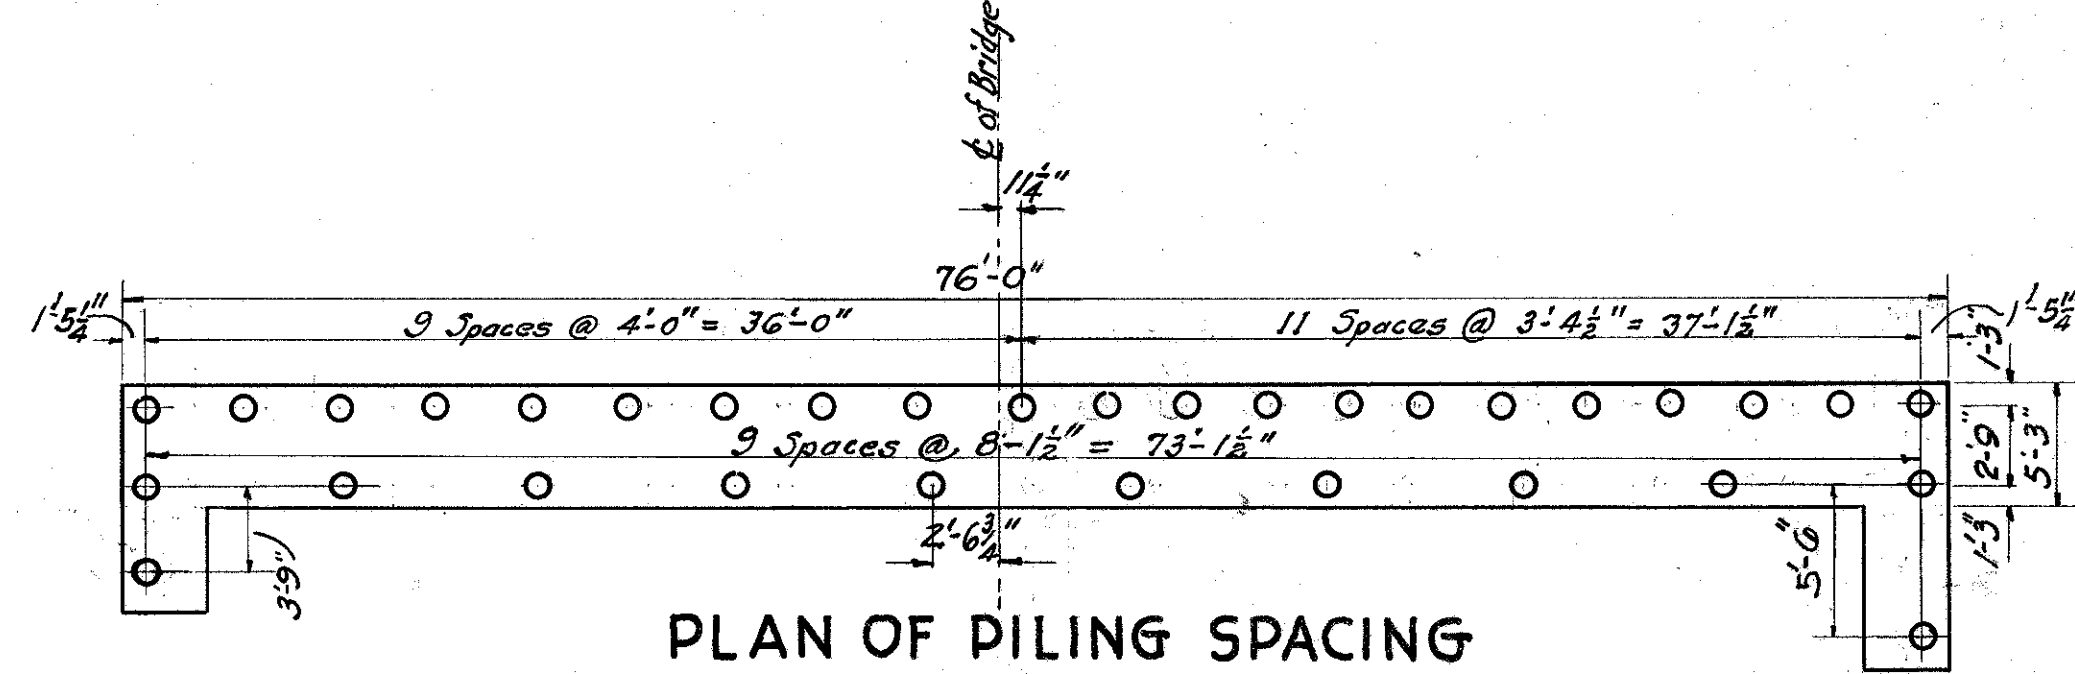 ℄ of Bridge
11¼"
76'-0"
1'-5¼"
9 Spaces @ 4'-0" = 36'-0"
11 Spaces @ 3'-4½" = 37'-1½"
1'-5¼"
1'-3"
9 Spaces @ 8'-1½" = 73'-1½"
2'-9"
5'-3"
2'-6¾"
3'-9"
5'-6"
1'-3"
PLAN OF PILING SPACING